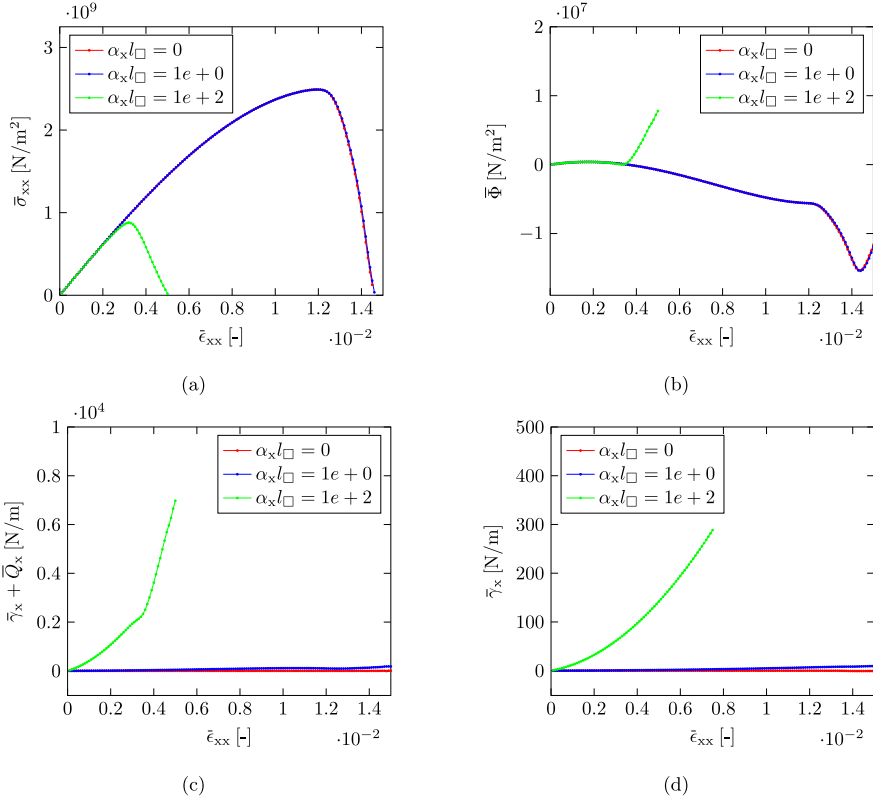 ·10⁹
3
2
1
0
σ̅xx [N/m²]
αxl□ = 0
αxl□ = 1e + 0
αxl□ = 1e + 2
0 0.2 0.4 0.6 0.8 1 1.2 1.4
·10⁻²
ϵ̄xx [-]
(a)
·10⁷
2
1
0
−1
Φ̅ [N/m²]
αxl□ = 0
αxl□ = 1e + 0
αxl□ = 1e + 2
0 0.2 0.4 0.6 0.8 1 1.2 1.4
·10⁻²
ϵ̄xx [-]
(b)
·10⁴
1
0.8
0.6
0.4
0.2
0
γ̅x + Q̅x [N/m]
αxl□ = 0
αxl□ = 1e + 0
αxl□ = 1e + 2
0 0.2 0.4 0.6 0.8 1 1.2 1.4
·10⁻²
ϵ̄xx [-]
(c)
500
400
300
200
100
0
γ̅x [N/m]
αxl□ = 0
αxl□ = 1e + 0
αxl□ = 1e + 2
0 0.2 0.4 0.6 0.8 1 1.2 1.4
·10⁻²
ϵ̄xx [-]
(d)